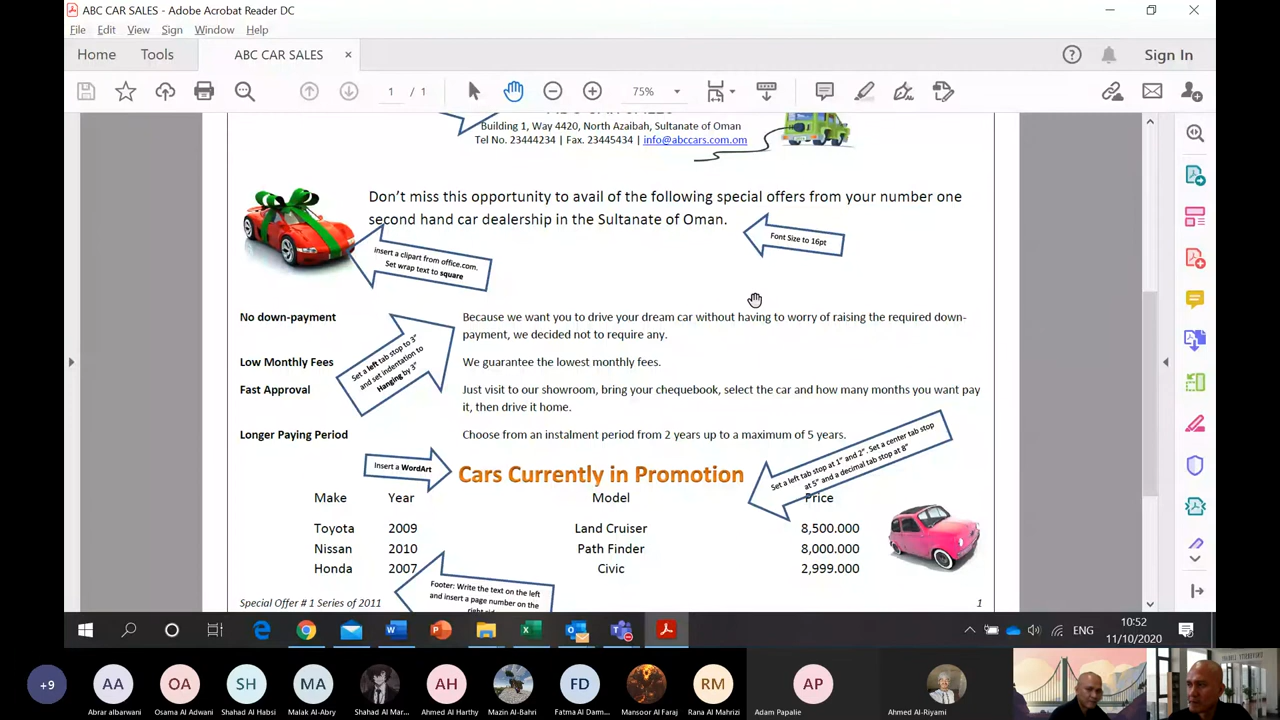 ABC CAR SALES - Adobe Acrobat Reader DC
File Edit View Sign Window Help
Home Tools ABC CAR SALES × Sign In
1 / 1 75%
Building 1, Way 4420, North Azaibah, Sultanate of Oman
Tel No. 23444234 | Fax. 23445434 | info@abccars.com.om
Don't miss this opportunity to avail of the following special offers from your number one
second hand car dealership in the Sultanate of Oman.
Font Size to 16pt
insert a clipart from office.com.
Set wrap text to square
No down-payment Because we want you to drive your dream car without having to worry of raising the required down-
payment, we decided not to require any.
Set a left tab stop to 3"
and set indentation to
Hanging by 3"
Low Monthly Fees We guarantee the lowest monthly fees.
Fast Approval Just visit to our showroom, bring your chequebook, select the car and how many months you want pay
it, then drive it home.
Longer Paying Period Choose from an instalment period from 2 years up to a maximum of 5 years.
Set a left tab stop at 1" and 2". Set a center tab stop
at 5" and a decimal tab stop at 8"
Insert a WordArt
Cars Currently in Promotion
Make Year Model Price
Toyota 2009 Land Cruiser 8,500.000
Nissan 2010 Path Finder 8,000.000
Honda 2007 Civic 2,999.000
Footer: Write the text on the left
and insert a page number on the
Special Offer # 1 Series of 2011 1
ENG 10:52
11/10/2020
+9 AA OA SH MA AH FD RM AP
Abrar albarwani Osama Al Adwani Shahad Al Habsi Malak Al-Abry Shahad Al Mar... Ahmed Al Harthy Mazin Al-Bahri Fatma Al Darm... Mansoor Al Faraj Rana Al Mahrizi Adam Papalie Ahmed Al-Riyami